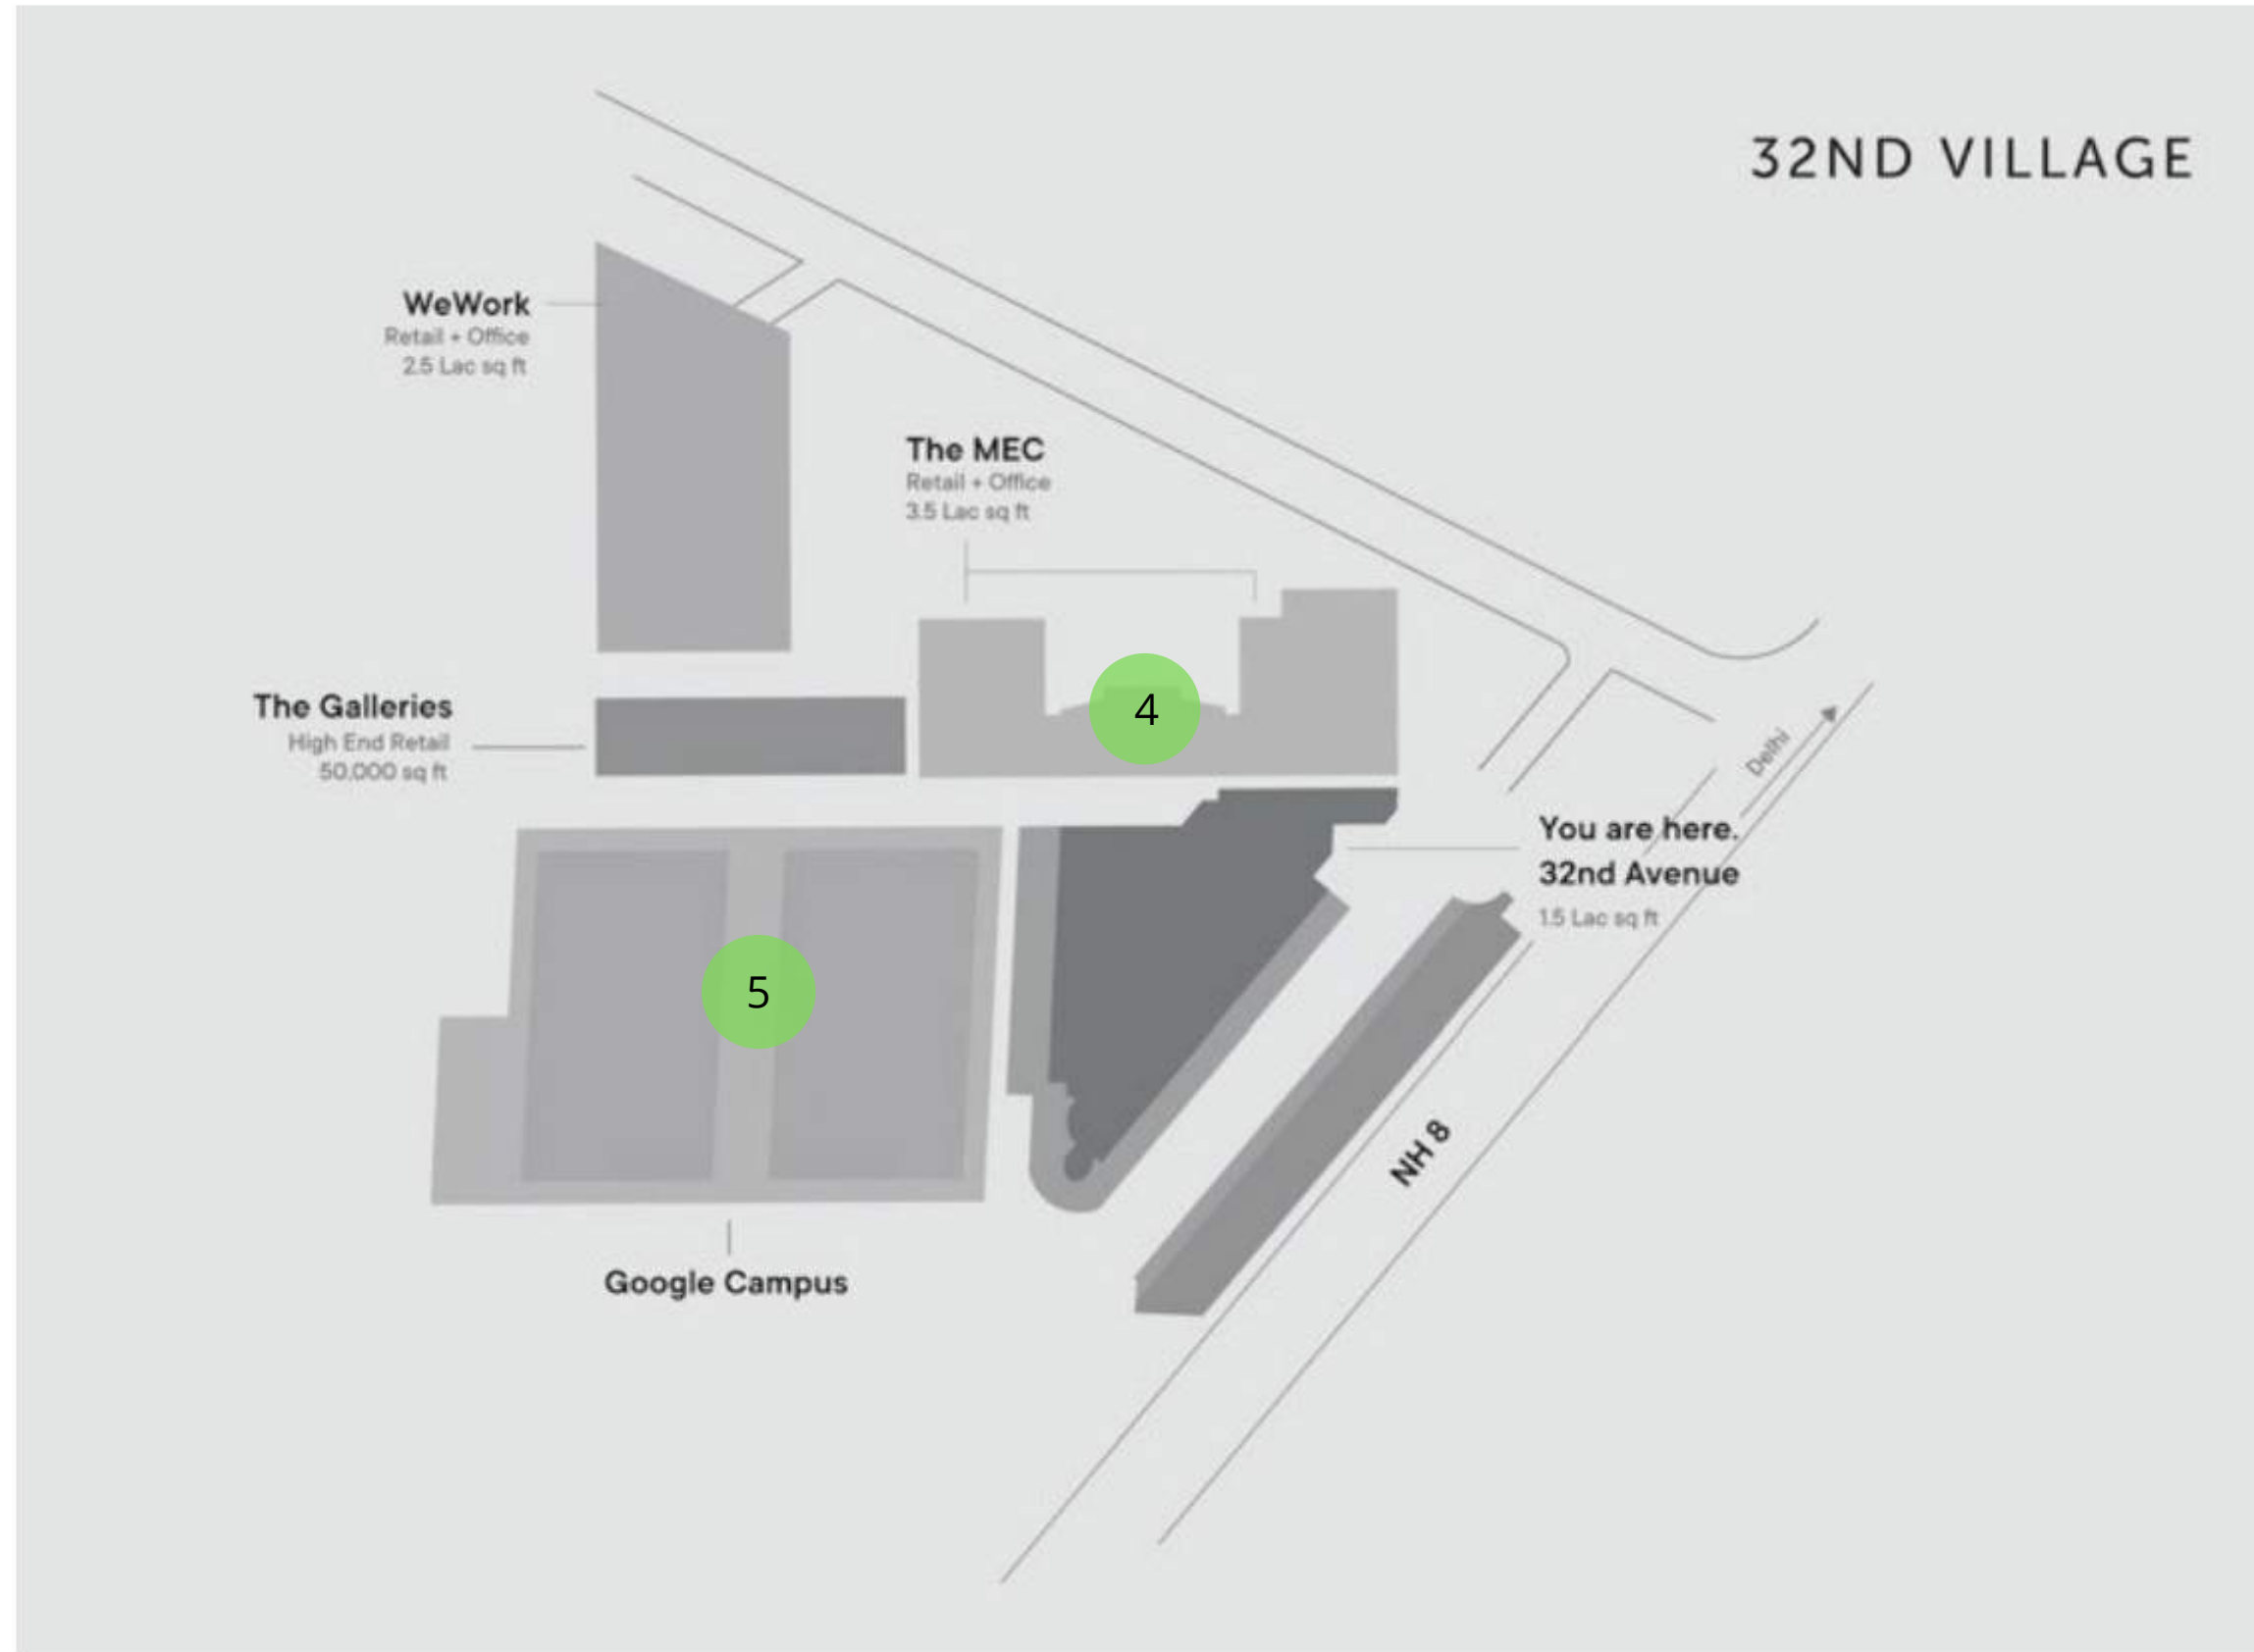 32ND VILLAGE
WeWork
Retail + Office
2.5 Lac sq ft
The MEC
Retail + Office
3.5 Lac sq ft
4
The Galleries
High End Retail
50,000 sq ft
Delhi
You are here.
32nd Avenue
1.5 Lac sq ft
5
NH 8
Google Campus